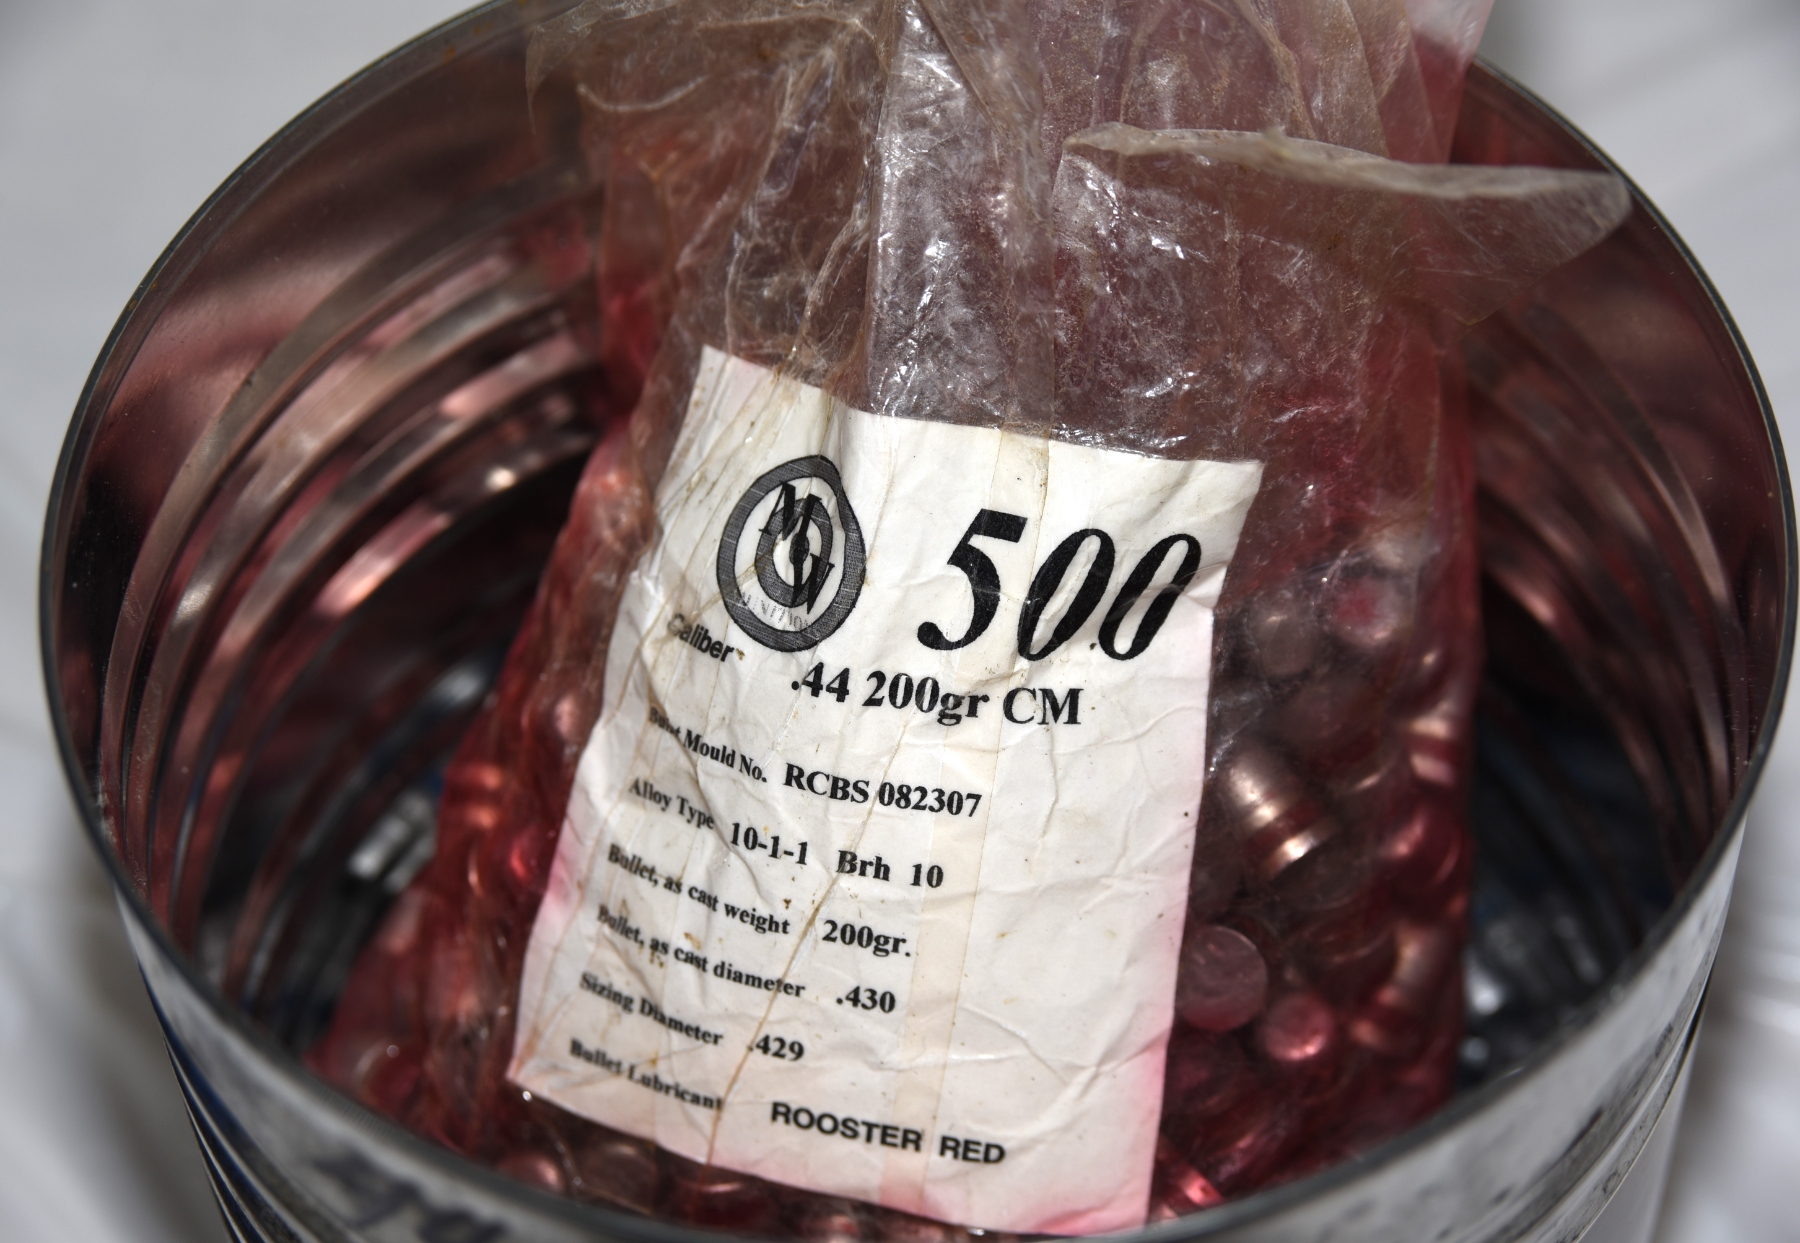 M
&
W
MUNITIONS
500
Caliber
.44 200gr CM
Bullet Mould No. RCBS 082307
Alloy Type 10-1-1 Brh 10
Bullet, as cast weight 200gr.
Bullet, as cast diameter .430
Sizing Diameter .429
Bullet Lubricant ROOSTER RED